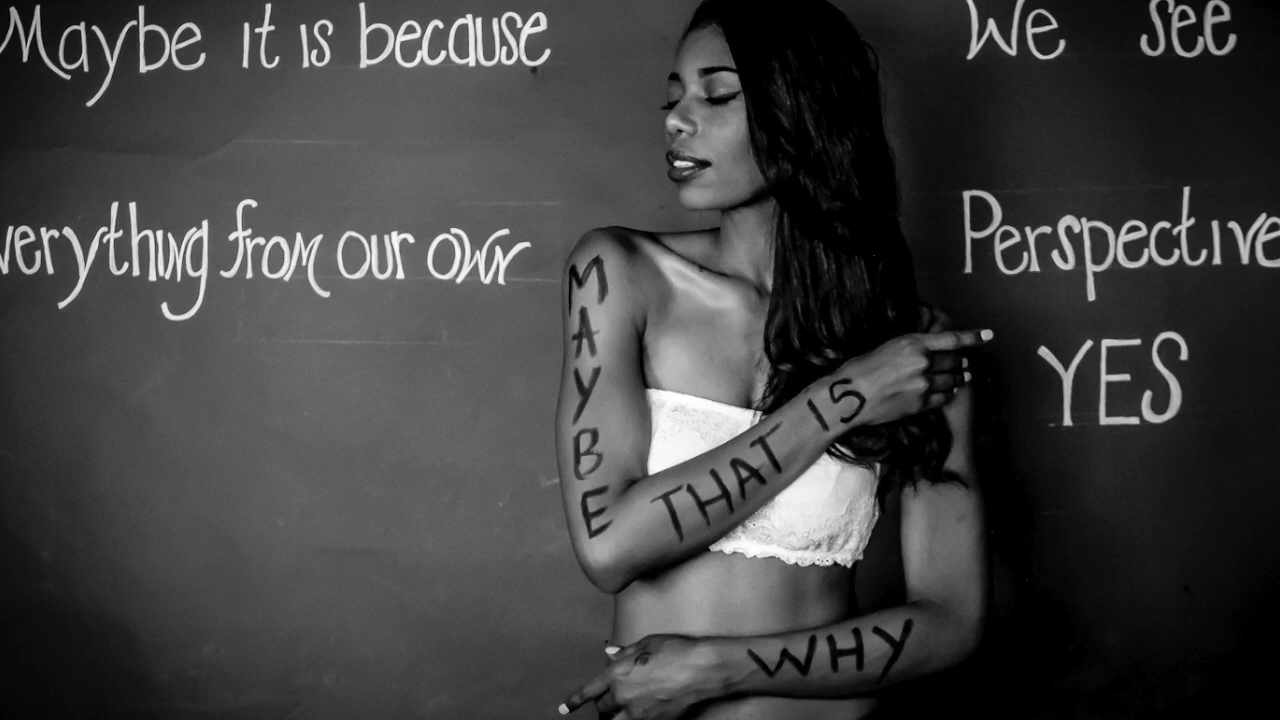 Maybe it is because We see
verything from our own Perspective
YES
MAYBE
THAT IS
WHY